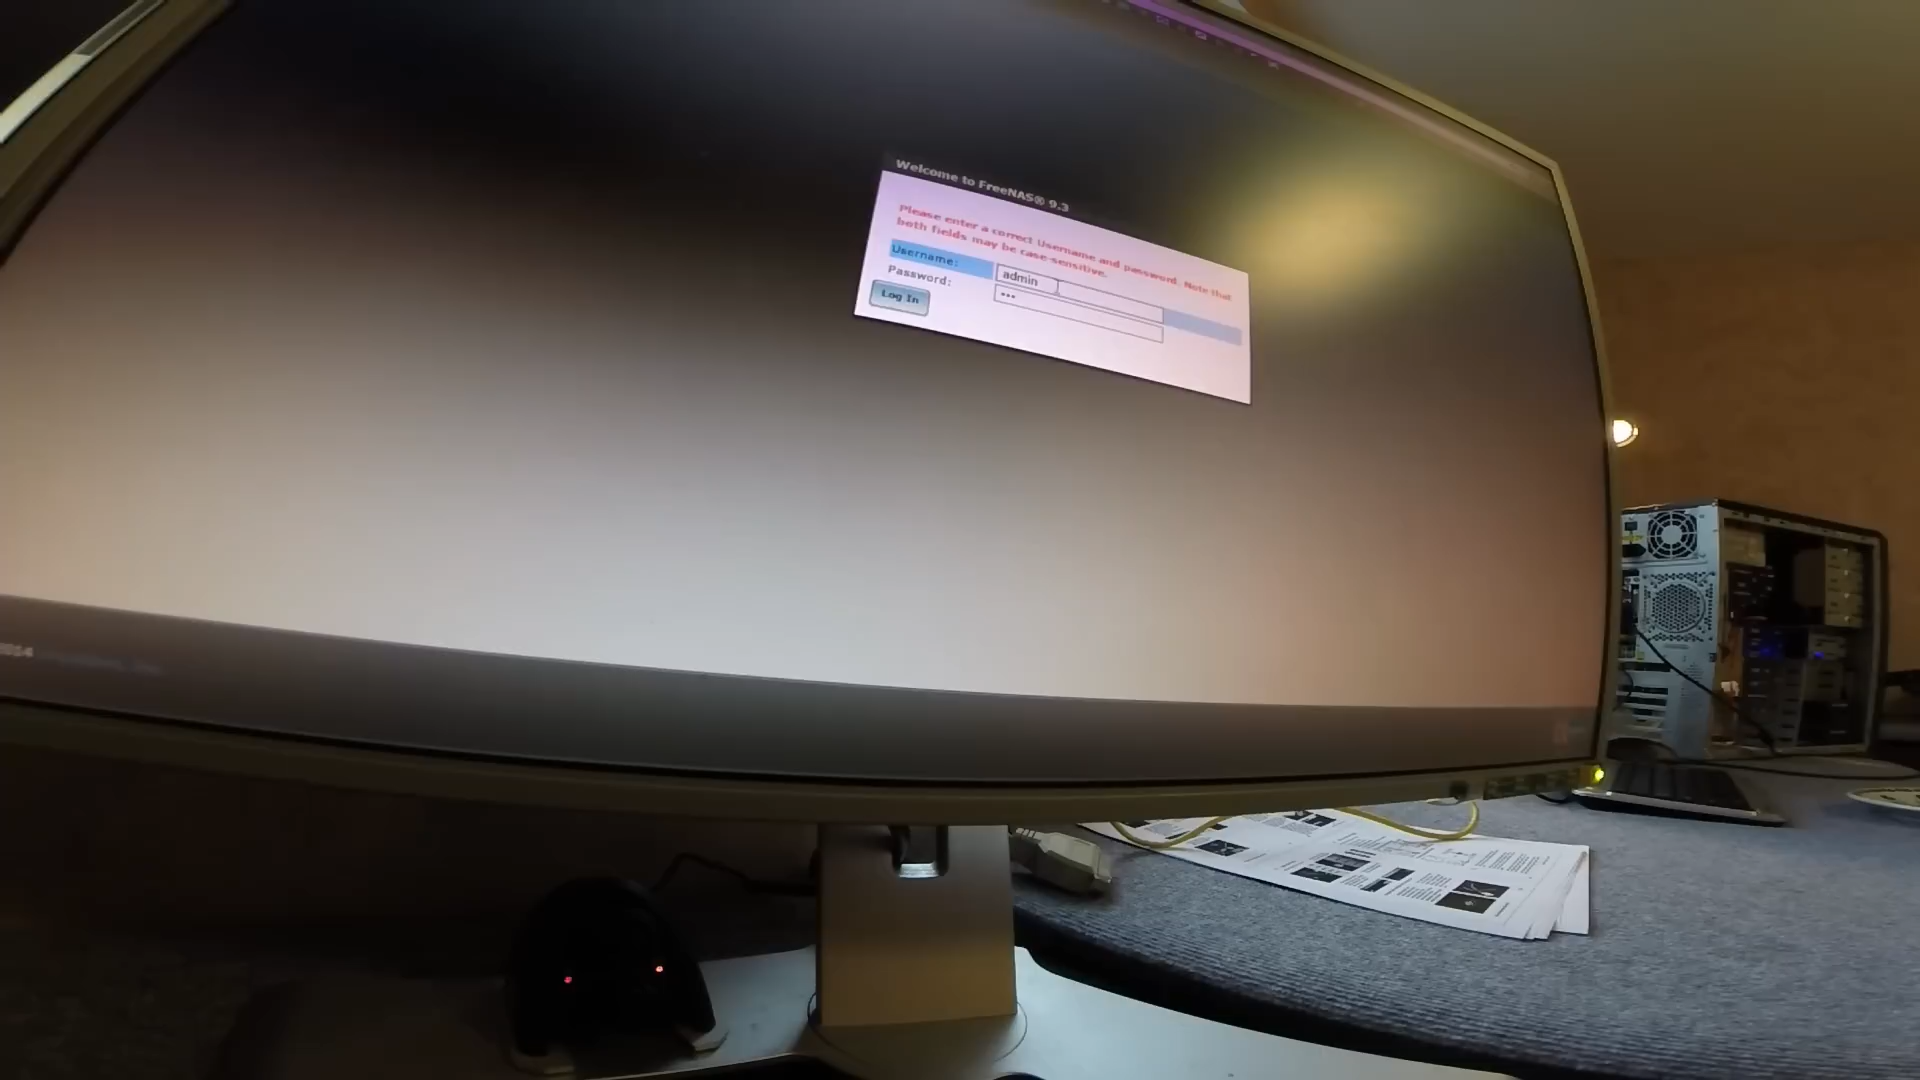 Welcome to FreeNAS® 9.3
Please enter a correct Username and password. Note that
both fields may be case-sensitive.
Username:
admin
Password:
•••
Log In
2014